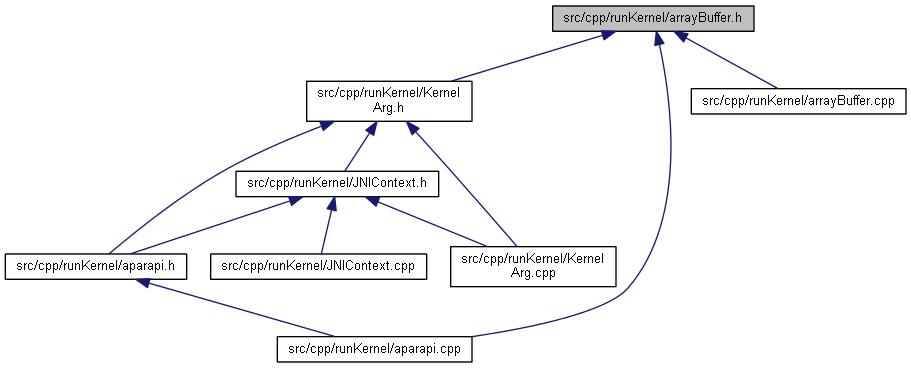 src/cpp/runKernel/arrayBuffer.h
src/cpp/runKernel/Kernel
Arg.h
src/cpp/runKernel/arrayBuffer.cpp
src/cpp/runKernel/JNIContext.h
src/cpp/runKernel/aparapi.h
src/cpp/runKernel/JNIContext.cpp
src/cpp/runKernel/Kernel
Arg.cpp
src/cpp/runKernel/aparapi.cpp